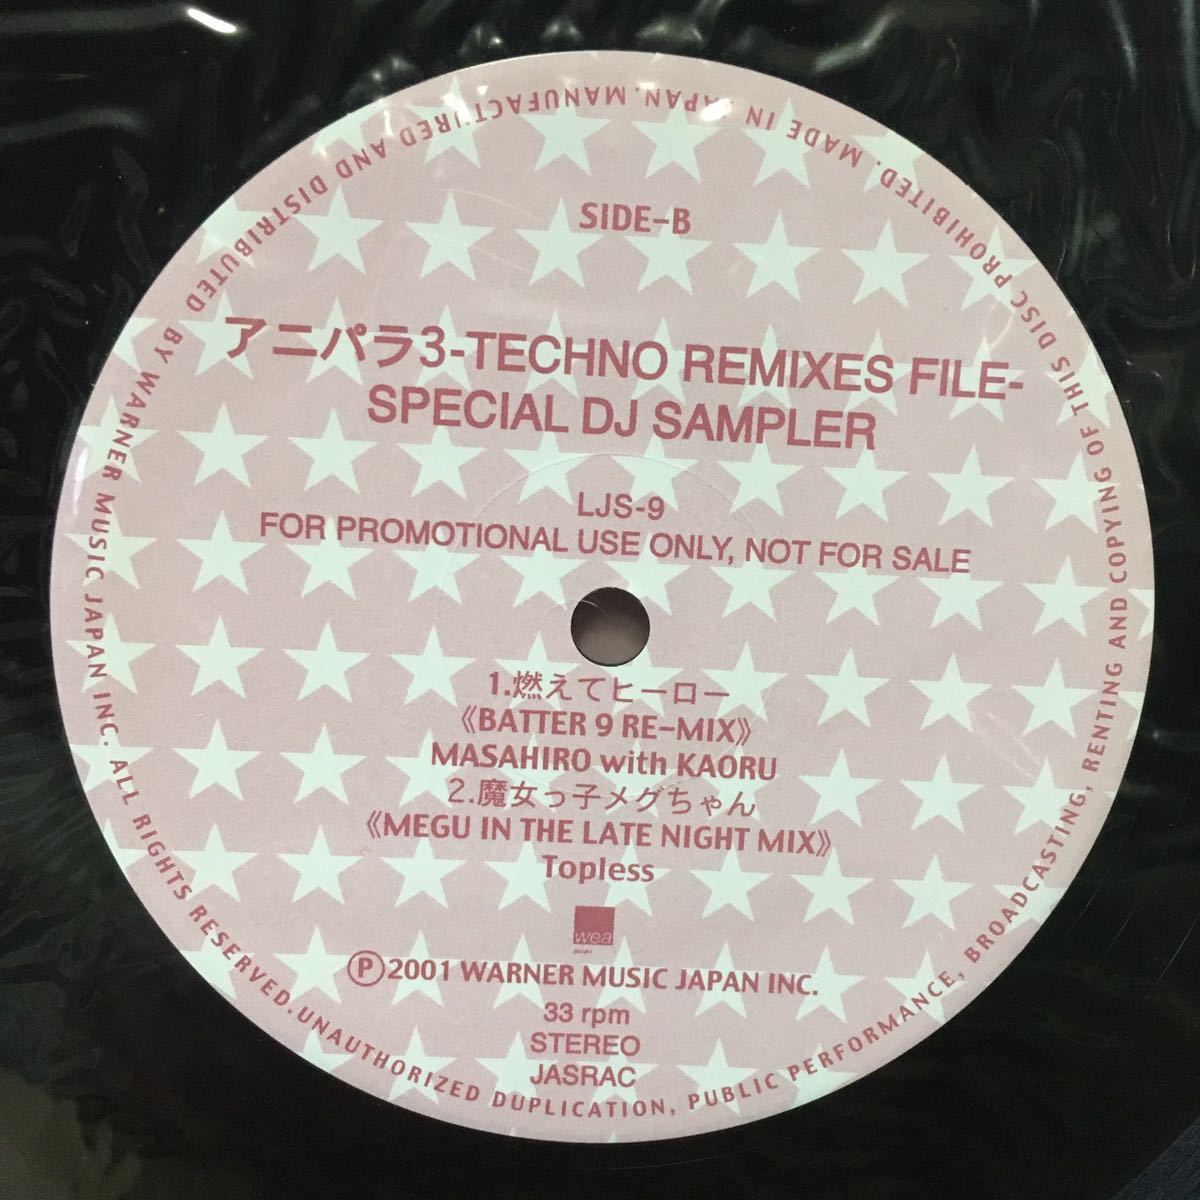 SIDE-B
アニパラ3-TECHNO REMIXES FILE-
SPECIAL DJ SAMPLER
LJS-9
FOR PROMOTIONAL USE ONLY, NOT FOR SALE
1.燃えてヒーロー
《BATTER 9 RE-MIX》
MASAHIRO with KAORU
2.魔女っ子メグちゃん
《MEGU IN THE LATE NIGHT MIX》
Topless
wea
Ⓟ2001 WARNER MUSIC JAPAN INC.
33 rpm
STEREO
JASRAC
MANUFACTURED AND DISTRIBUTED BY WARNER MUSIC JAPAN INC. ALL RIGHTS RESERVED. UNAUTHORIZED DUPLICATION, PUBLIC PERFORMANCE, BROADCASTING, RENTING AND COPYING OF THIS DISC PROHIBITED. MADE IN JAPAN.